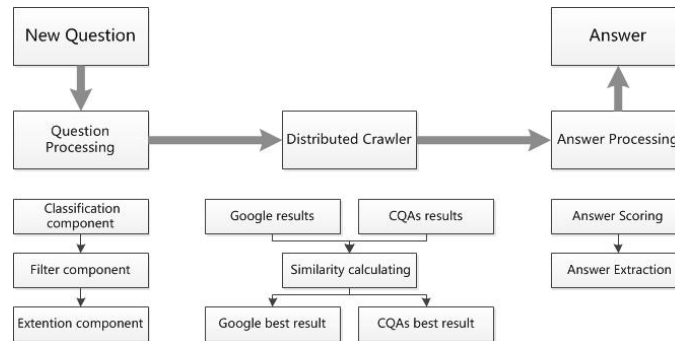 New Question
Answer
Question
Processing
Distributed Crawler
Answer Processing
Classification
component
Google results
CQAs results
Answer Scoring
Filter component
Similarity calculating
Answer Extraction
Extention component
Google best result
CQAs best result